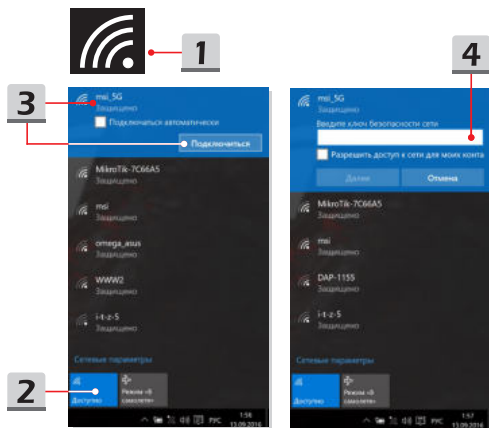 1
3
msi_5G
Защищено
Подключаться автоматически
Подключиться
MikroTik-7C66A5
Защищено
msi
Защищено
omega_asus
Защищено
WWW2
Защищено
i-t-z-5
Защищено
Сетевые параметры
2
Доступно
Режим «В самолете»
РУС
1:56
15.09.2016
4
msi_5G
Защищено
Введите ключ безопасности сети
Разрешить доступ к сети для моих конта
Далее
Отмена
MikroTik-7C66A5
Защищено
msi
Защищено
DAP-1155
Защищено
i-t-z-5
Защищено
Сетевые параметры
Доступно
Режим «В самолете»
РУС
1:57
15.09.2016